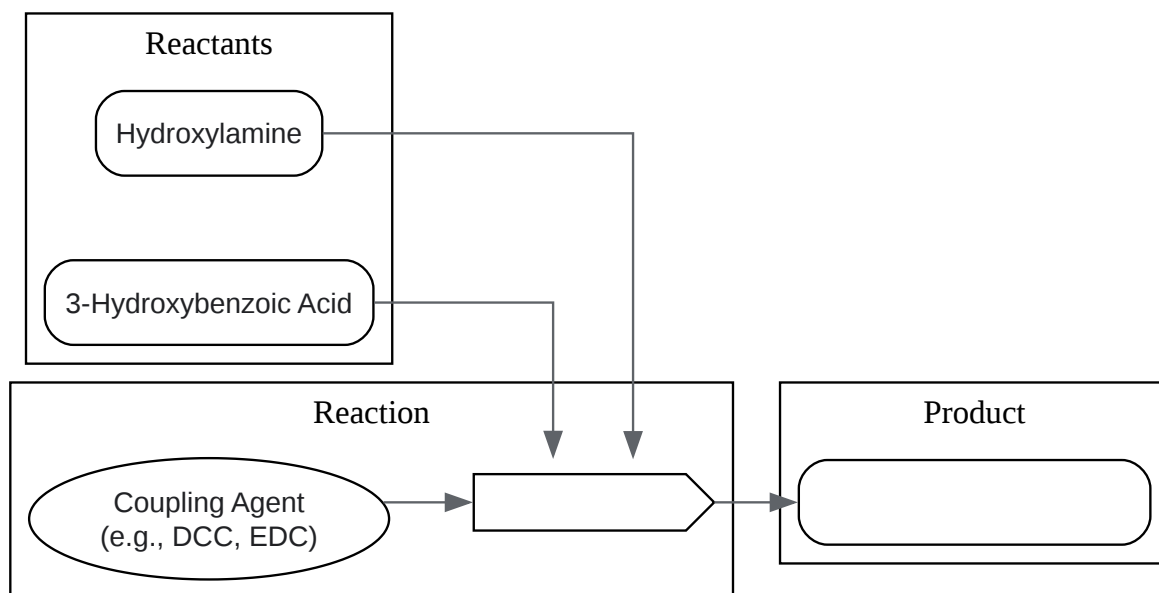 Reactants
Hydroxylamine
3-Hydroxybenzoic Acid
Reaction
Coupling Agent
(e.g., DCC, EDC)
Product